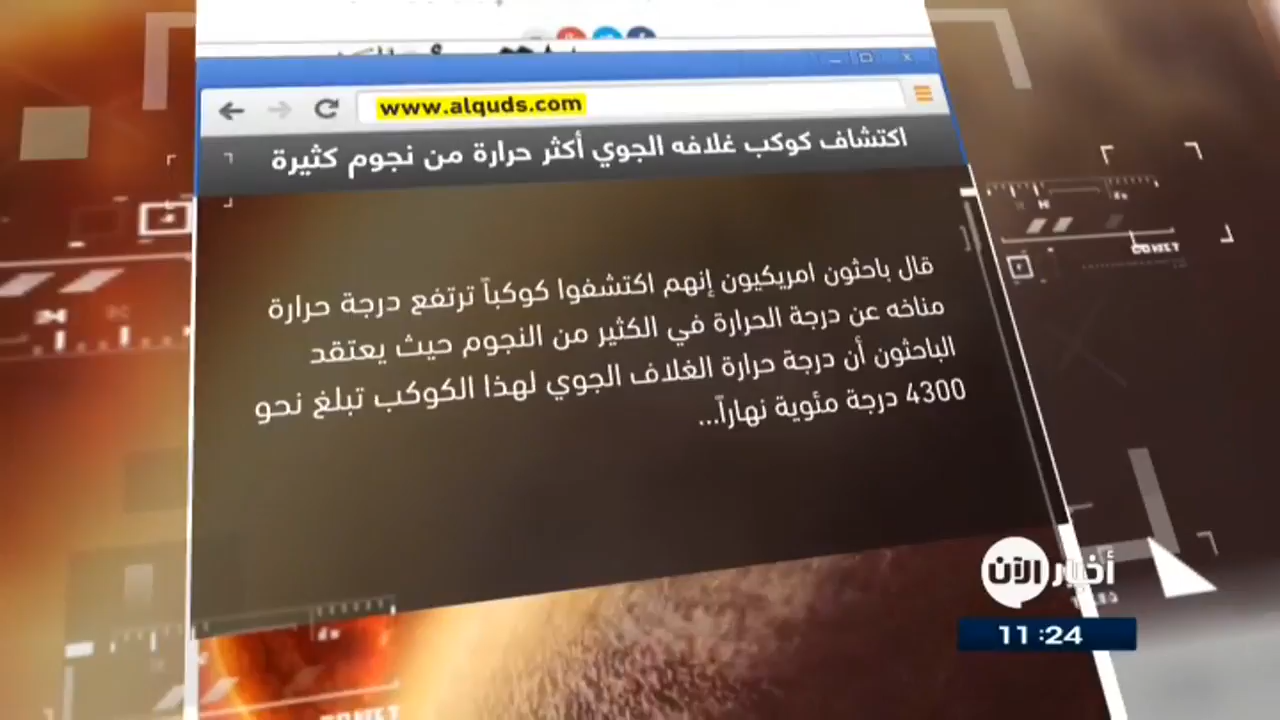 www.alquds.com
اكتشاف كوكب غلافه الجوي أكثر حرارة من نجوم كثيرة
قال باحثون امريكيون إنهم اكتشفوا كوكباً ترتفع درجة حرارة
مناخه عن درجة الحرارة في الكثير من النجوم حيث يعتقد
الباحثون أن درجة حرارة الغلاف الجوي لهذا الكوكب تبلغ نحو
4300 درجة مئوية نهاراً...
COMET
أخبار الآن
11:24
COMET